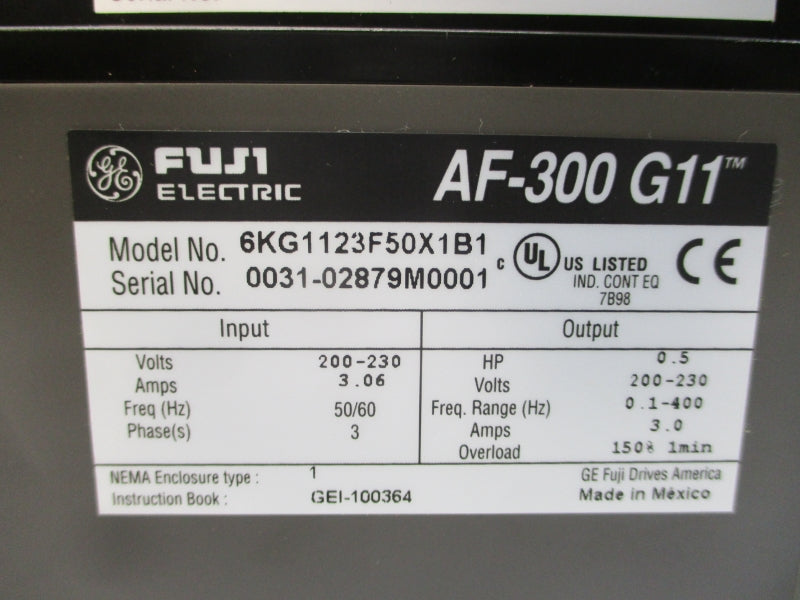 GE FUJI ELECTRIC AF-300 G11™
Model No. 6KG1123F50X1B1
Serial No. 0031-02879M0001
c UL US LISTED
IND. CONT EQ
7B98
CE
Input Output
Volts 200-230 HP 0.5
Amps 3.06 Volts 200-230
Freq (Hz) 50/60 Freq. Range (Hz) 0.1-400
Phase(s) 3 Amps 3.0
Overload 150% 1min
NEMA Enclosure type : 1 GE Fuji Drives America
Instruction Book : GEI-100364 Made in México